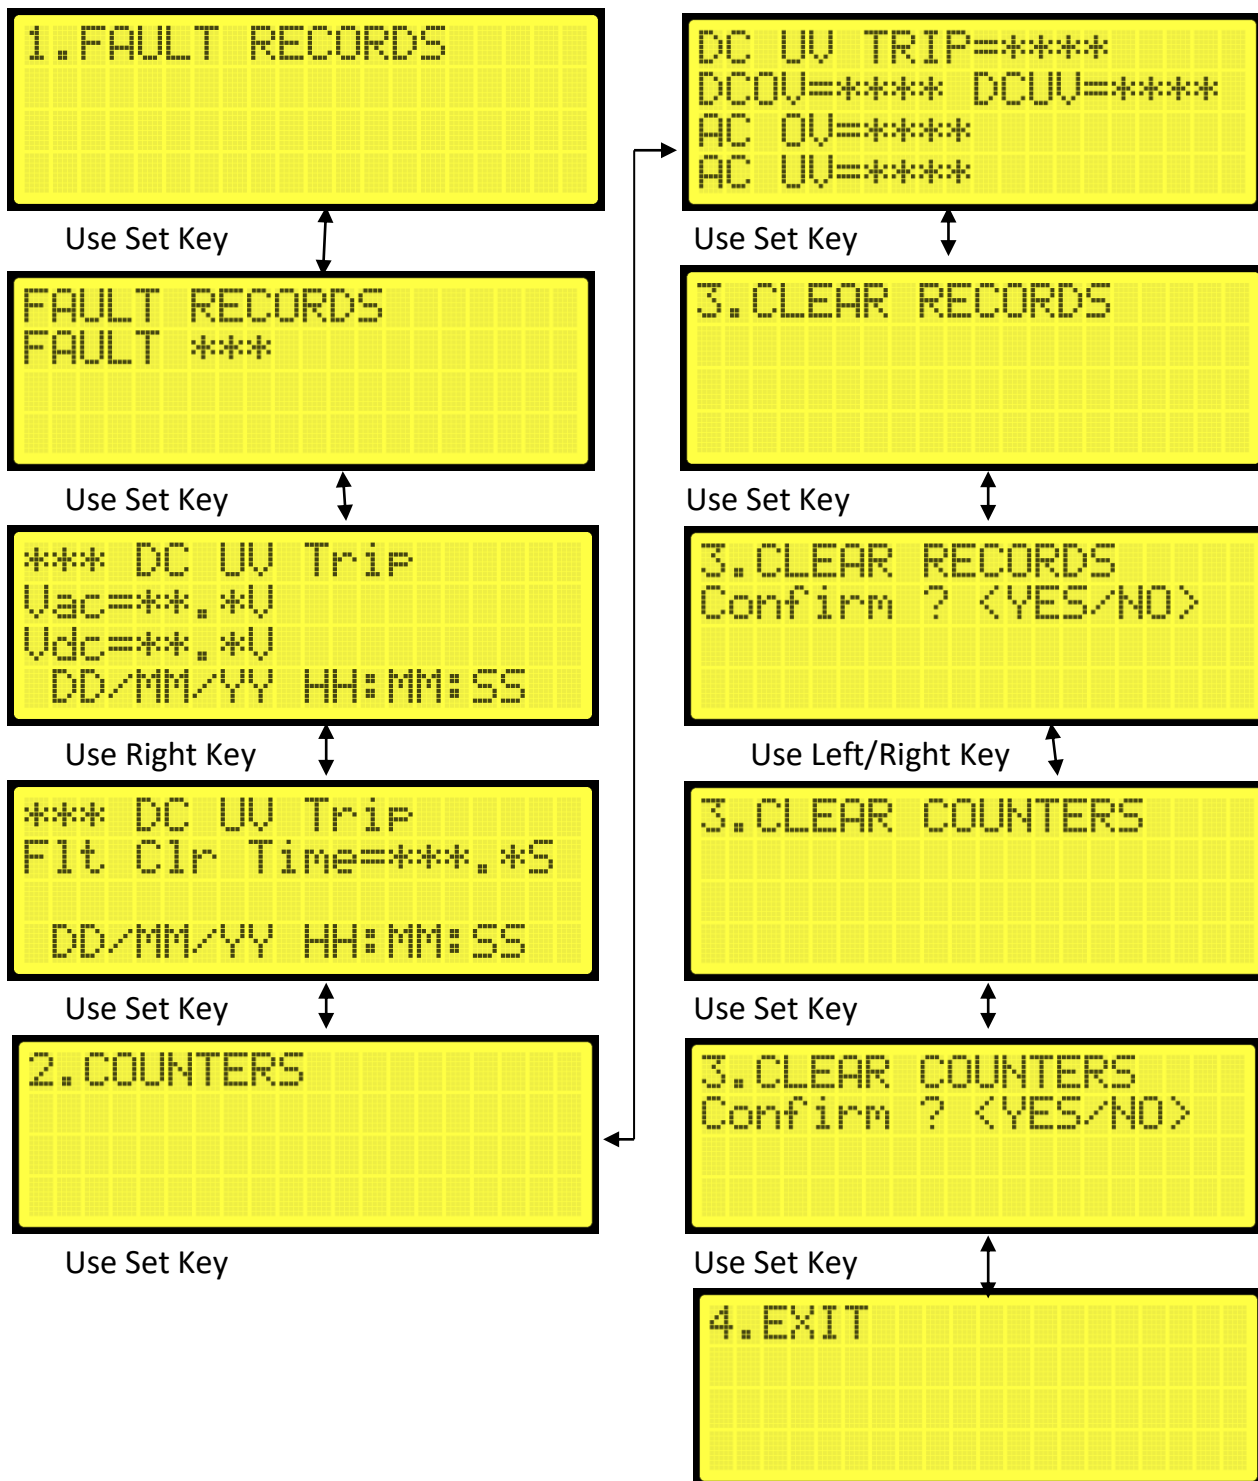 1.FAULT RECORDS
Use Set Key
FAULT RECORDS
FAULT ***
Use Set Key
*** DC UV Trip
Vac=**.*V
Vdc=**.*V
DD/MM/YY HH:MM:SS
Use Right Key
*** DC UV Trip
Flt Clr Time=***.*S
DD/MM/YY HH:MM:SS
Use Set Key
2.COUNTERS
Use Set Key
DC UV TRIP=****
DCOV=**** DCUV=****
AC OV=****
AC UV=****
Use Set Key
3.CLEAR RECORDS
Use Set Key
3.CLEAR RECORDS
Confirm ? <YES/NO>
Use Left/Right Key
3.CLEAR COUNTERS
Use Set Key
3.CLEAR COUNTERS
Confirm ? <YES/NO>
Use Set Key
4.EXIT